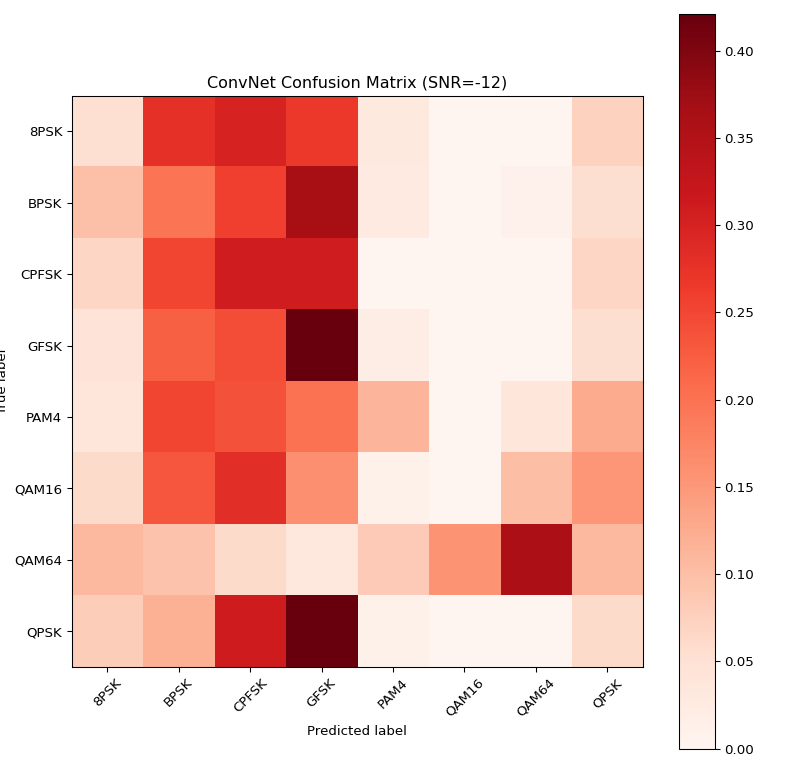 ConvNet Confusion Matrix (SNR=-12)
8PSK
BPSK
CPFSK
GFSK
PAM4
QAM16
QAM64
QPSK
8PSK BPSK CPFSK GFSK PAM4 QAM16 QAM64 QPSK
Predicted label
0.40
0.35
0.30
0.25
0.20
0.15
0.10
0.05
0.00